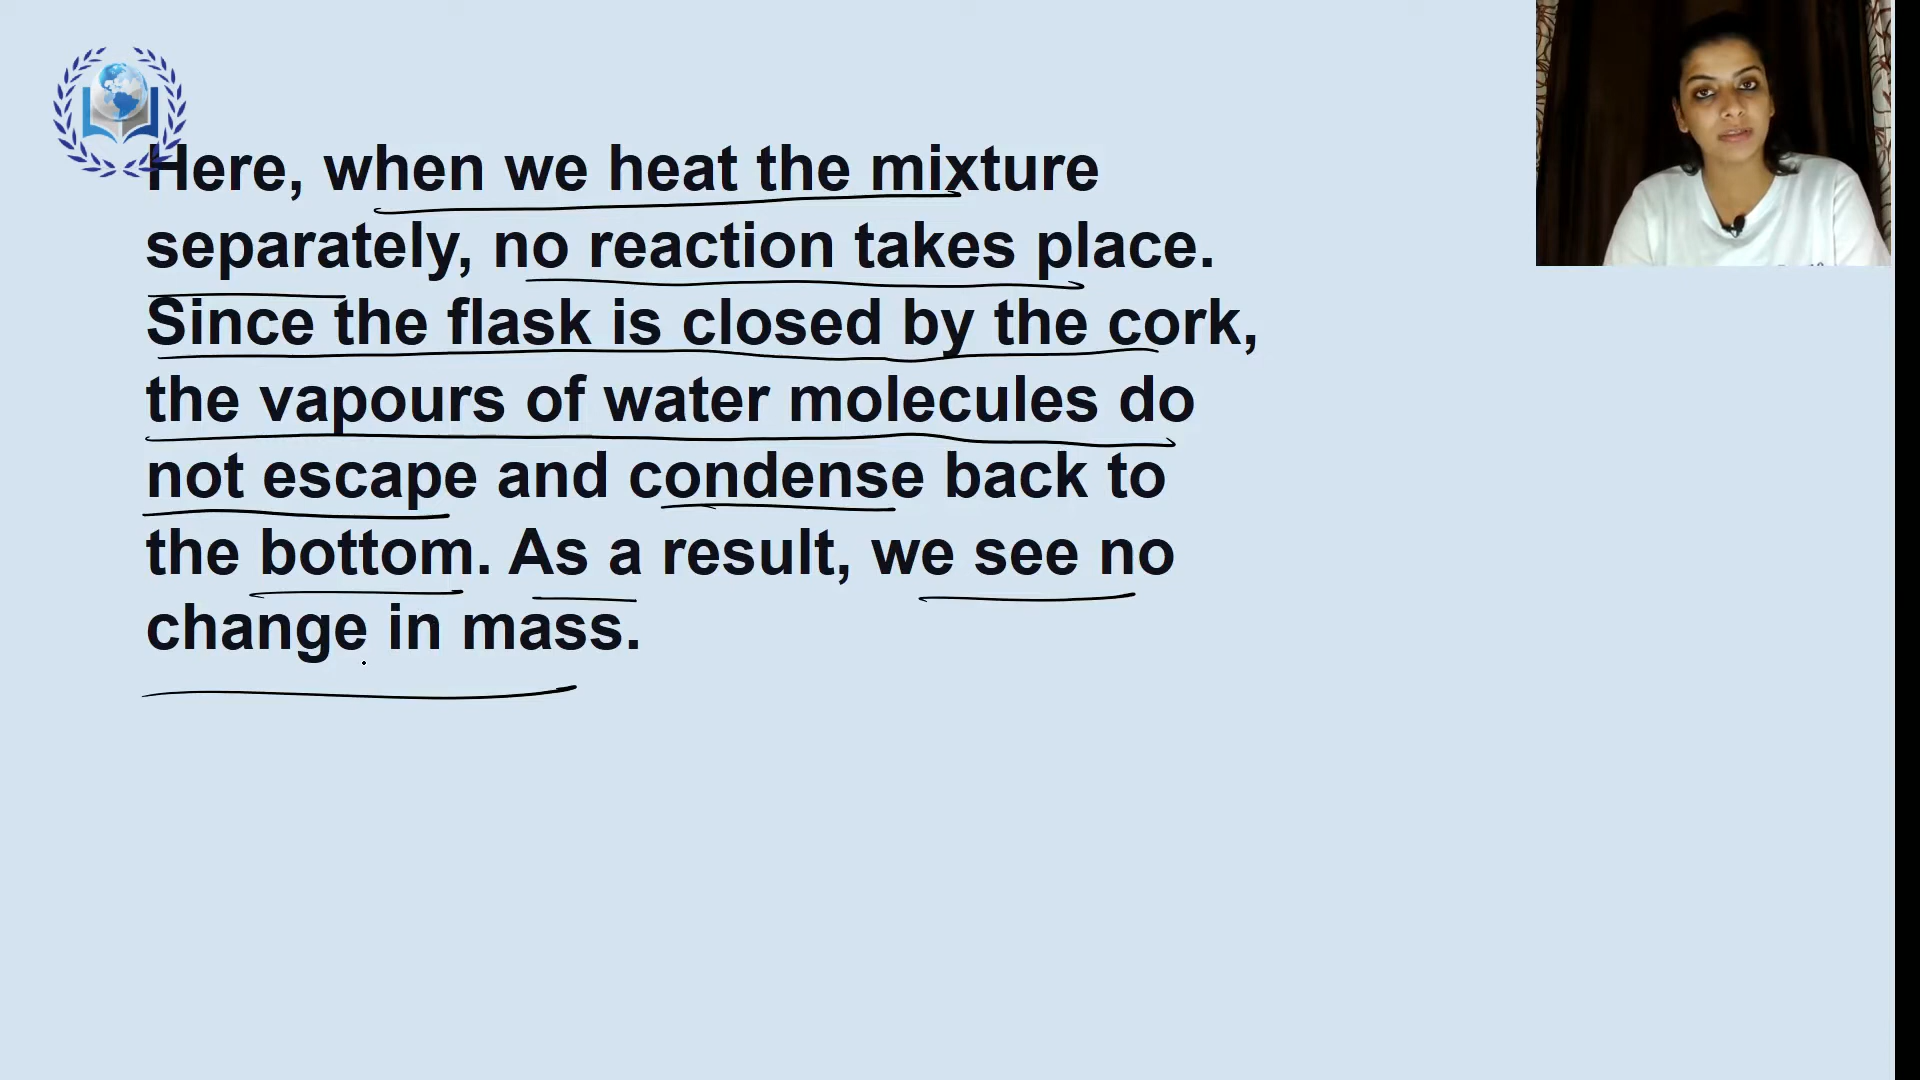 Here, when we heat the mixture
separately, no reaction takes place.
Since the flask is closed by the cork,
the vapours of water molecules do
not escape and condense back to
the bottom. As a result, we see no
change in mass.